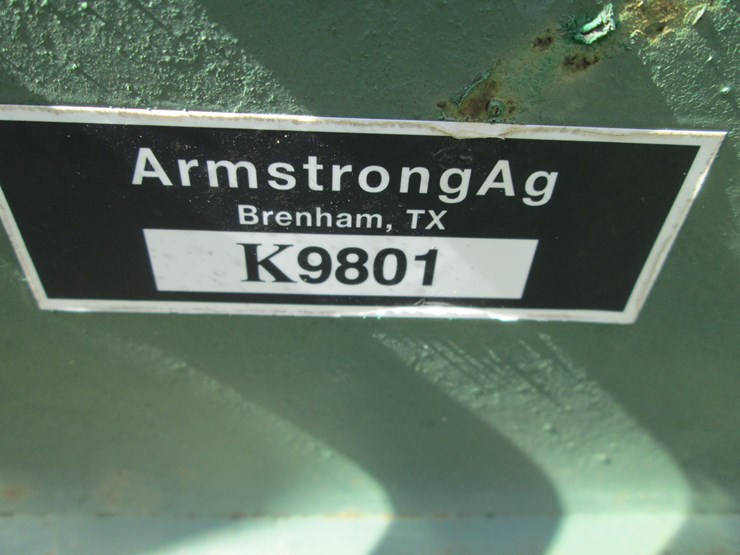 ArmstrongAg
Brenham, TX
K9801